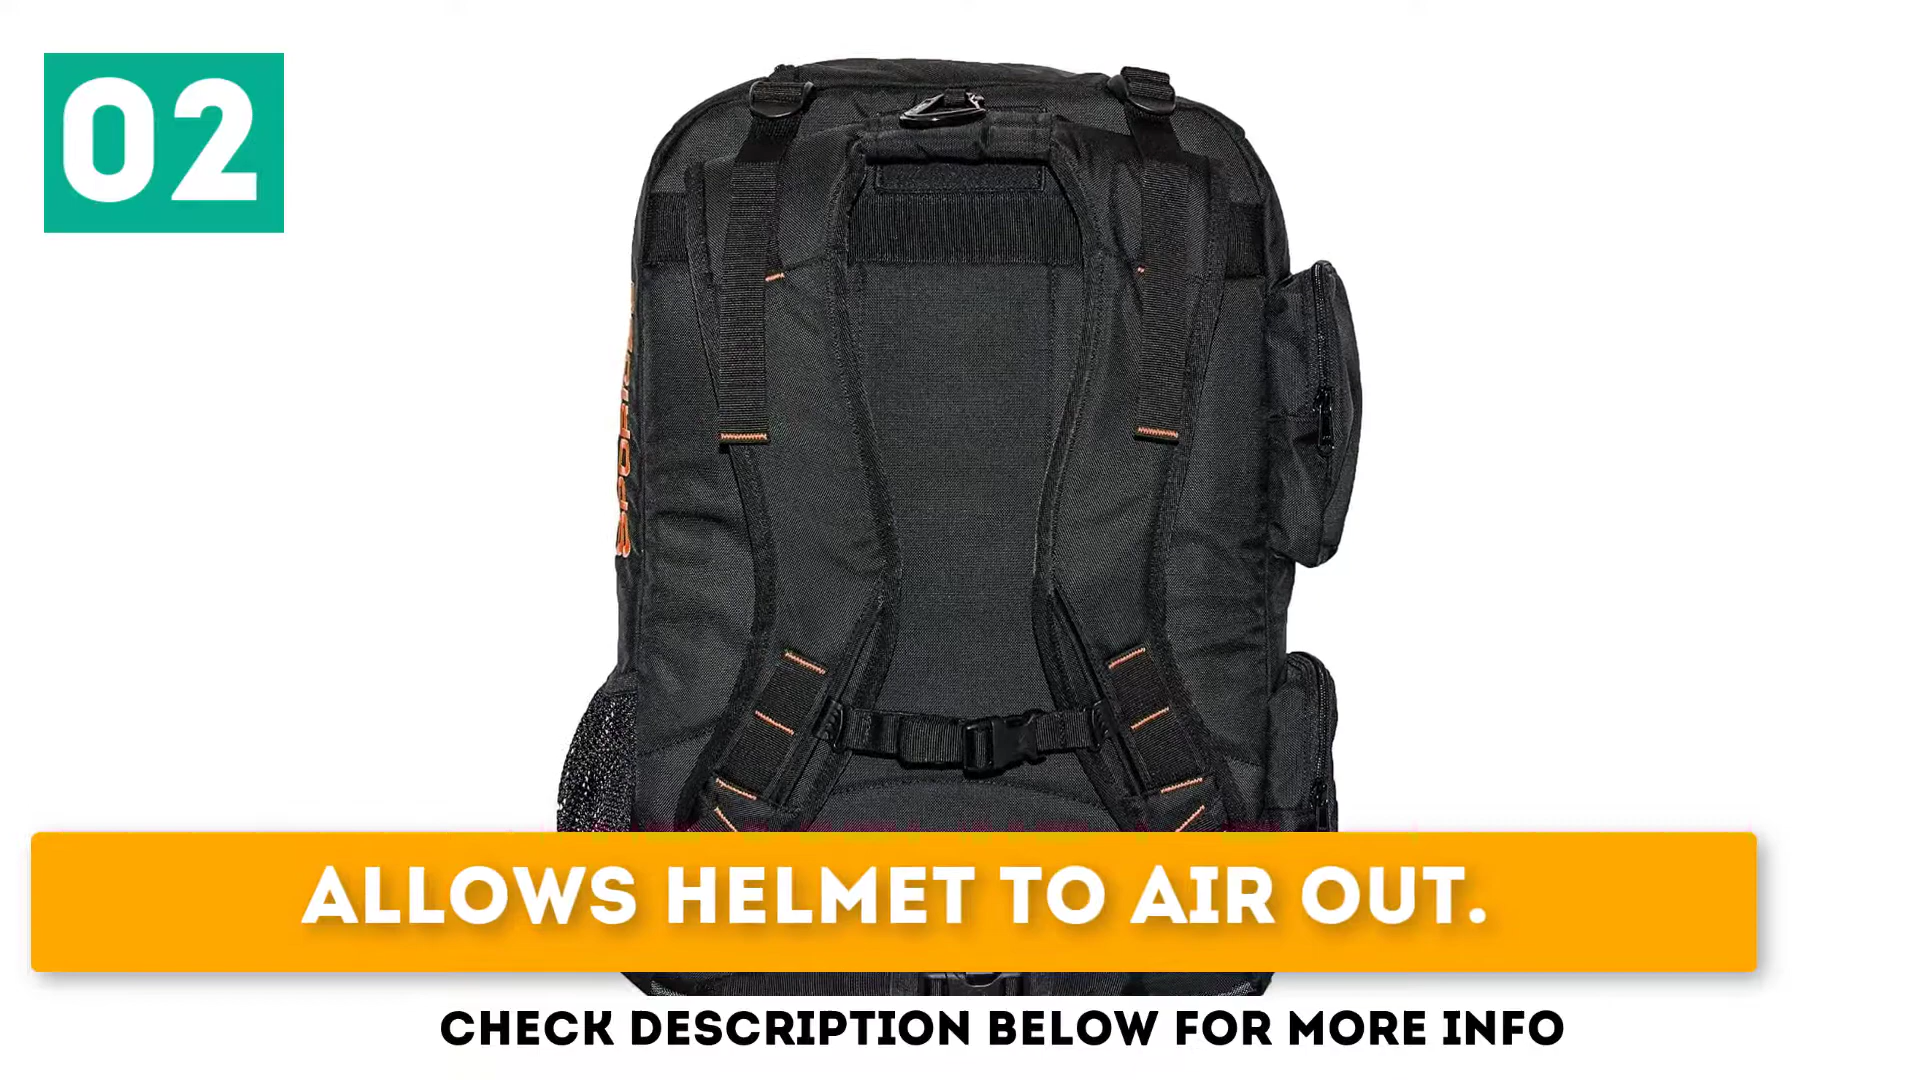 02
ALLOWS HELMET TO AIR OUT.
CHECK DESCRIPTION BELOW FOR MORE INFO